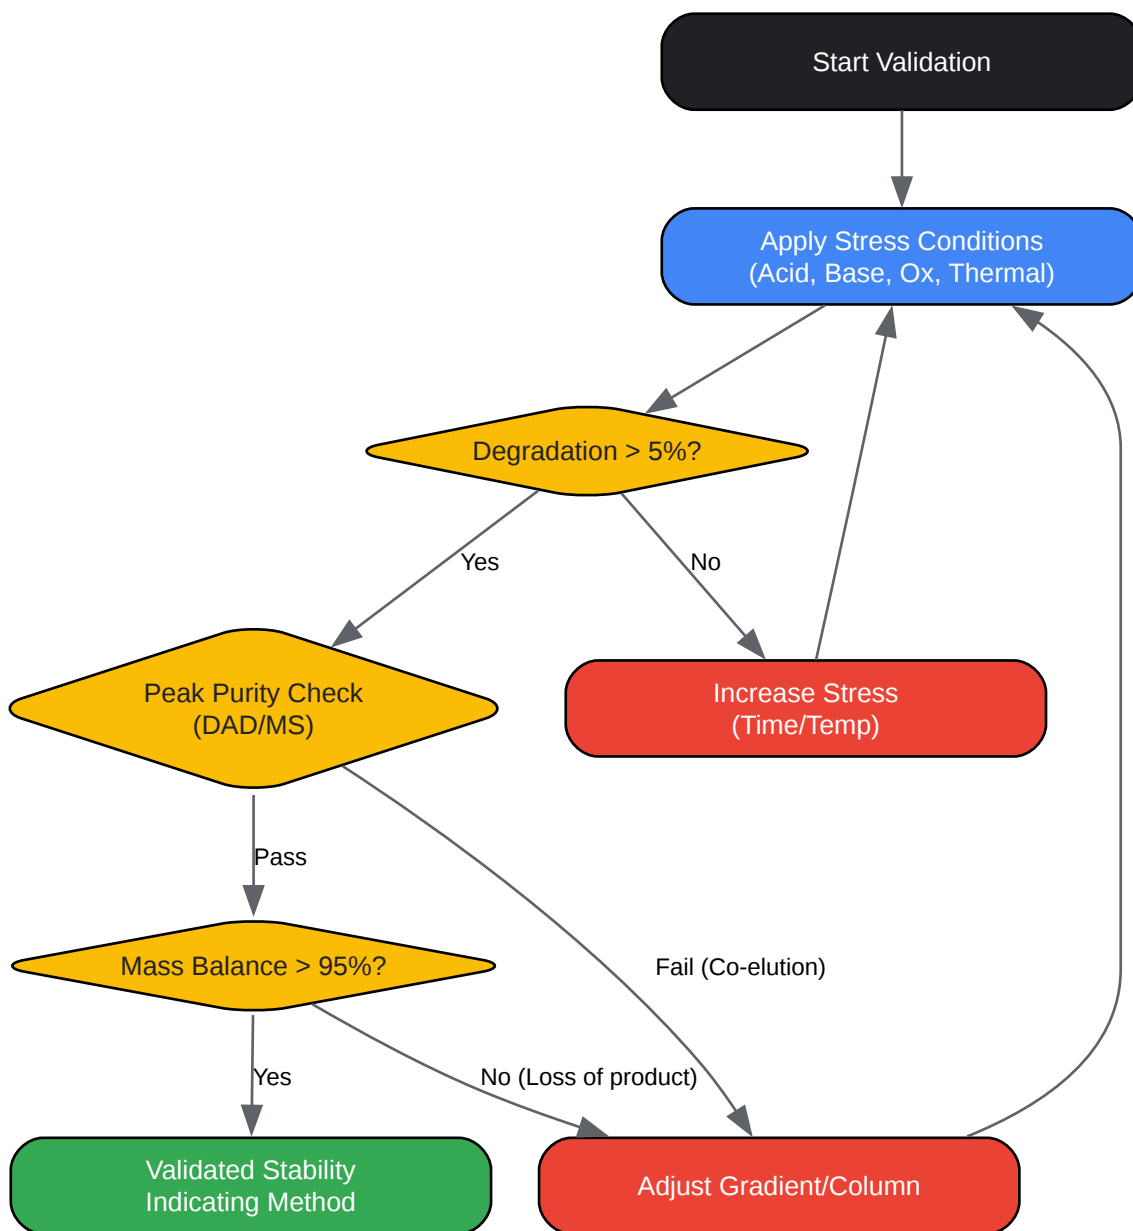 Start Validation
Apply Stress Conditions
(Acid, Base, Ox, Thermal)
Degradation > 5%?
Yes
No
Peak Purity Check
(DAD/MS)
Increase Stress
(Time/Temp)
Pass
Mass Balance > 95%?
Fail (Co-elution)
Yes
No (Loss of product)
Validated Stability
Indicating Method
Adjust Gradient/Column